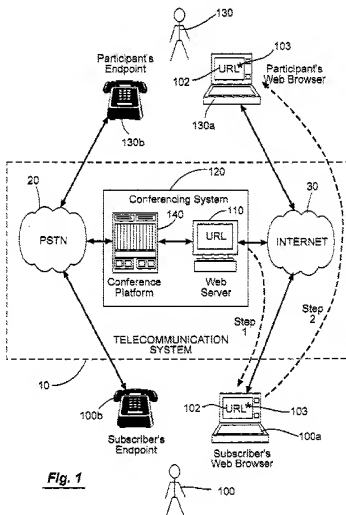 130
103
102
URL*
Participant's
Endpoint
Participant's
Web Browser
130b
130a
120
20
Conferencing System
30
140
110
PSTN
URL
INTERNET
Conference
Platform
Web
Server
Step
1
Step
2
TELECOMMUNICATION
SYSTEM
10
100b
102
URL*
103
100a
Subscriber's
Endpoint
Subscriber's
Web Browser
Fig. 1
100